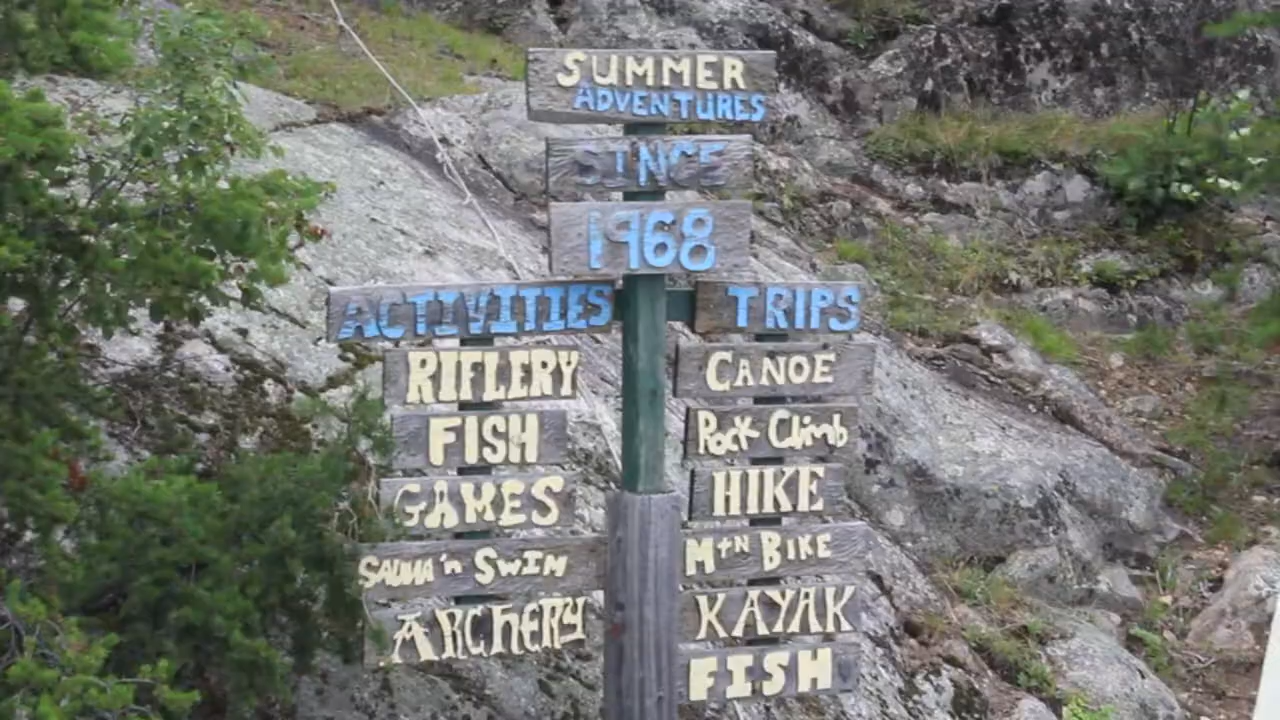 SUMMER
ADVENTURES
SINCE
1968
ACTIVITIES
RIFLERY
FISH
GAMES
SAUNA 'n SWIM
ARCHERY
TRIPS
CANOE
ROCK Climb
HIKE
MTN BIKE
KAYAK
FISH